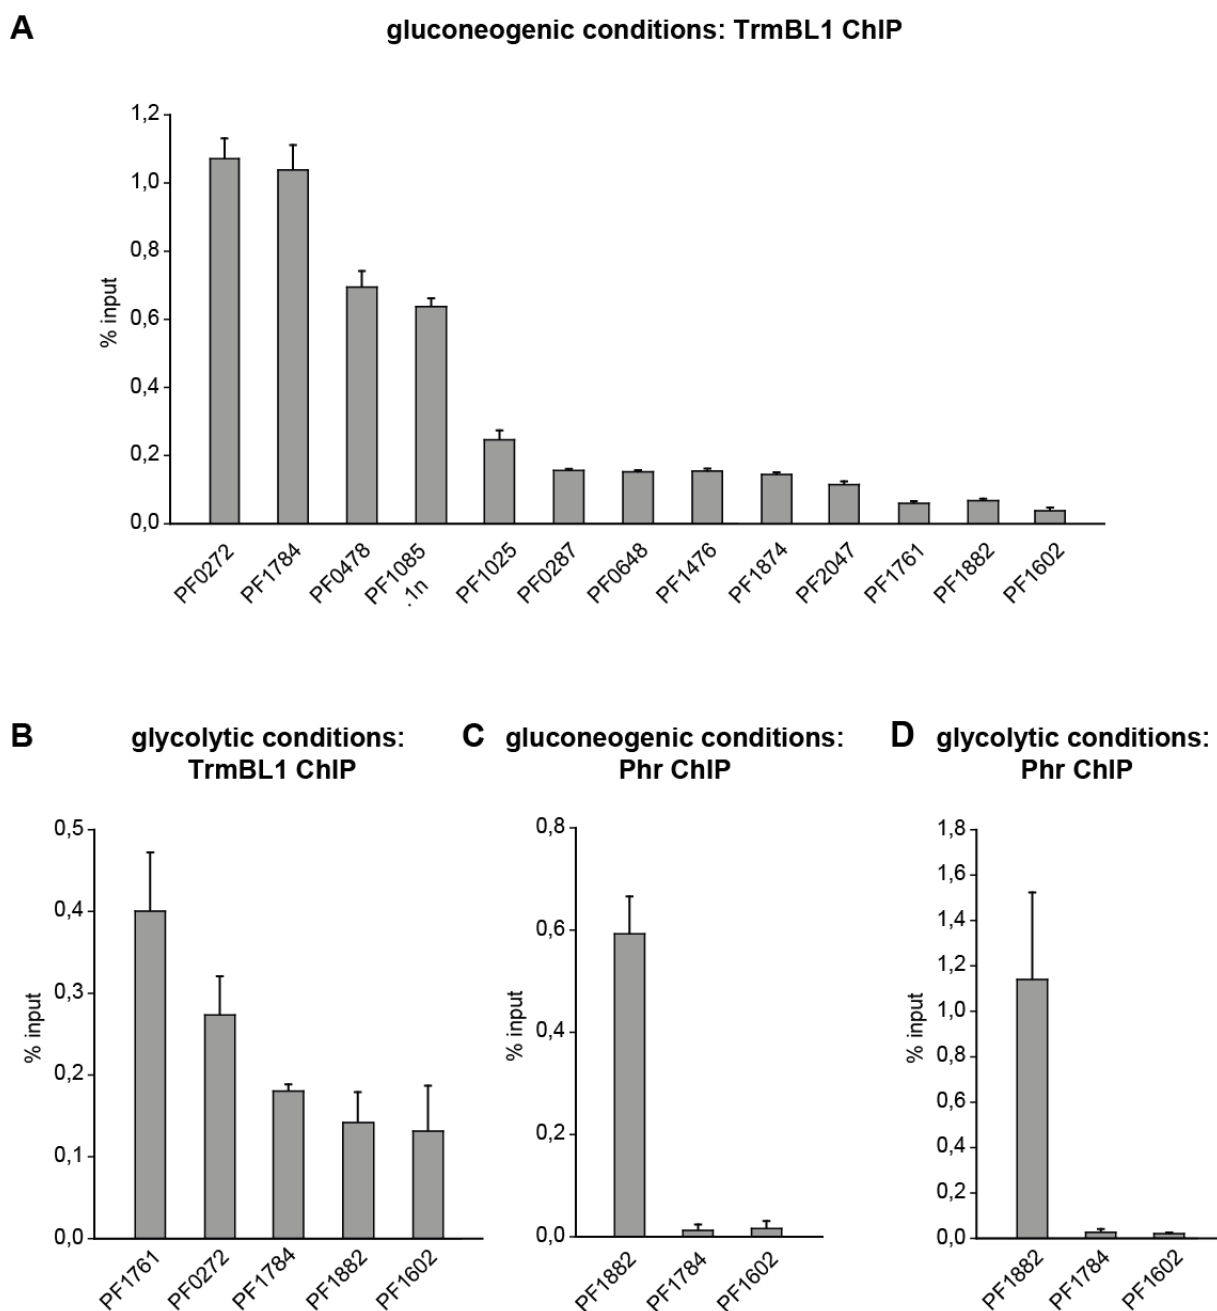 A
gluconeogenic conditions: TrmBL1 ChIP
1,2
1,0
0,8
0,6
0,4
0,2
0,0
% input
PF0272
PF1784
PF0478
PF1085
.1n
PF1025
PF0287
PF0648
PF1476
PF1874
PF2047
PF1761
PF1882
PF1602
B
glycolytic conditions:
TrmBL1 ChIP
0,5
0,4
0,3
0,2
0,1
0,0
% input
PF1761
PF0272
PF1784
PF1882
PF1602
C
gluconeogenic conditions:
Phr ChIP
0,8
0,6
0,4
0,2
0,0
% input
PF1882
PF1784
PF1602
D
glycolytic conditions:
Phr ChIP
1,8
1,6
1,4
1,2
1,0
0,8
0,6
0,4
0,2
0,0
% input
PF1882
PF1784
PF1602